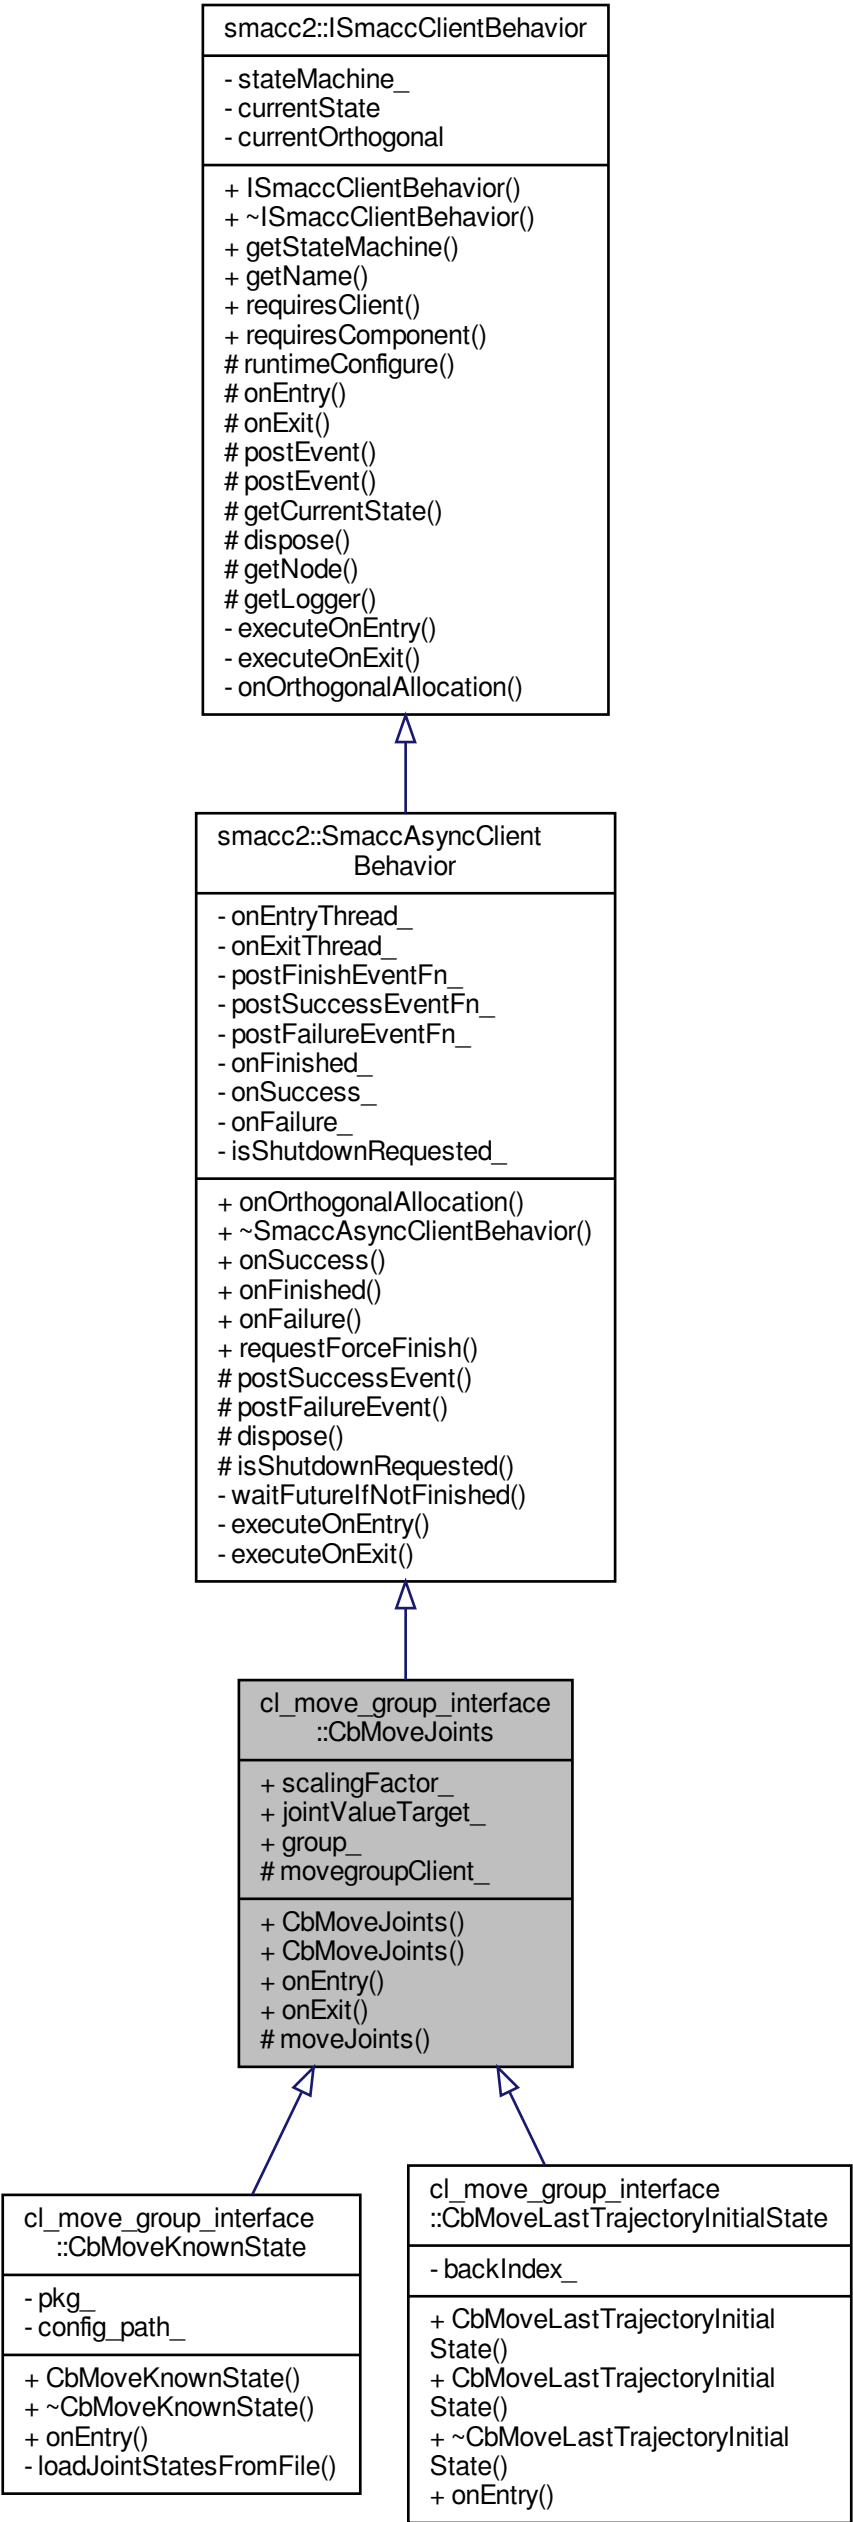 smacc2::ISmaccClientBehavior
- stateMachine_
- currentState
- currentOrthogonal
+ ISmaccClientBehavior()
+ ~ISmaccClientBehavior()
+ getStateMachine()
+ getName()
+ requiresClient()
+ requiresComponent()
# runtimeConfigure()
# onEntry()
# onExit()
# postEvent()
# postEvent()
# getCurrentState()
# dispose()
# getNode()
# getLogger()
- executeOnEntry()
- executeOnExit()
- onOrthogonalAllocation()
smacc2::SmaccAsyncClient
Behavior
- onEntryThread_
- onExitThread_
- postFinishEventFn_
- postSuccessEventFn_
- postFailureEventFn_
- onFinished_
- onSuccess_
- onFailure_
- isShutdownRequested_
+ onOrthogonalAllocation()
+ ~SmaccAsyncClientBehavior()
+ onSuccess()
+ onFinished()
+ onFailure()
+ requestForceFinish()
# postSuccessEvent()
# postFailureEvent()
# dispose()
# isShutdownRequested()
- waitFutureIfNotFinished()
- executeOnEntry()
- executeOnExit()
cl_move_group_interface
::CbMoveJoints
+ scalingFactor_
+ jointValueTarget_
+ group_
# movegroupClient_
+ CbMoveJoints()
+ CbMoveJoints()
+ onEntry()
+ onExit()
# moveJoints()
cl_move_group_interface
::CbMoveKnownState
- pkg_
- config_path_
+ CbMoveKnownState()
+ ~CbMoveKnownState()
+ onEntry()
- loadJointStatesFromFile()
cl_move_group_interface
::CbMoveLastTrajectoryInitialState
- backIndex_
+ CbMoveLastTrajectoryInitial
State()
+ CbMoveLastTrajectoryInitial
State()
+ ~CbMoveLastTrajectoryInitial
State()
+ onEntry()